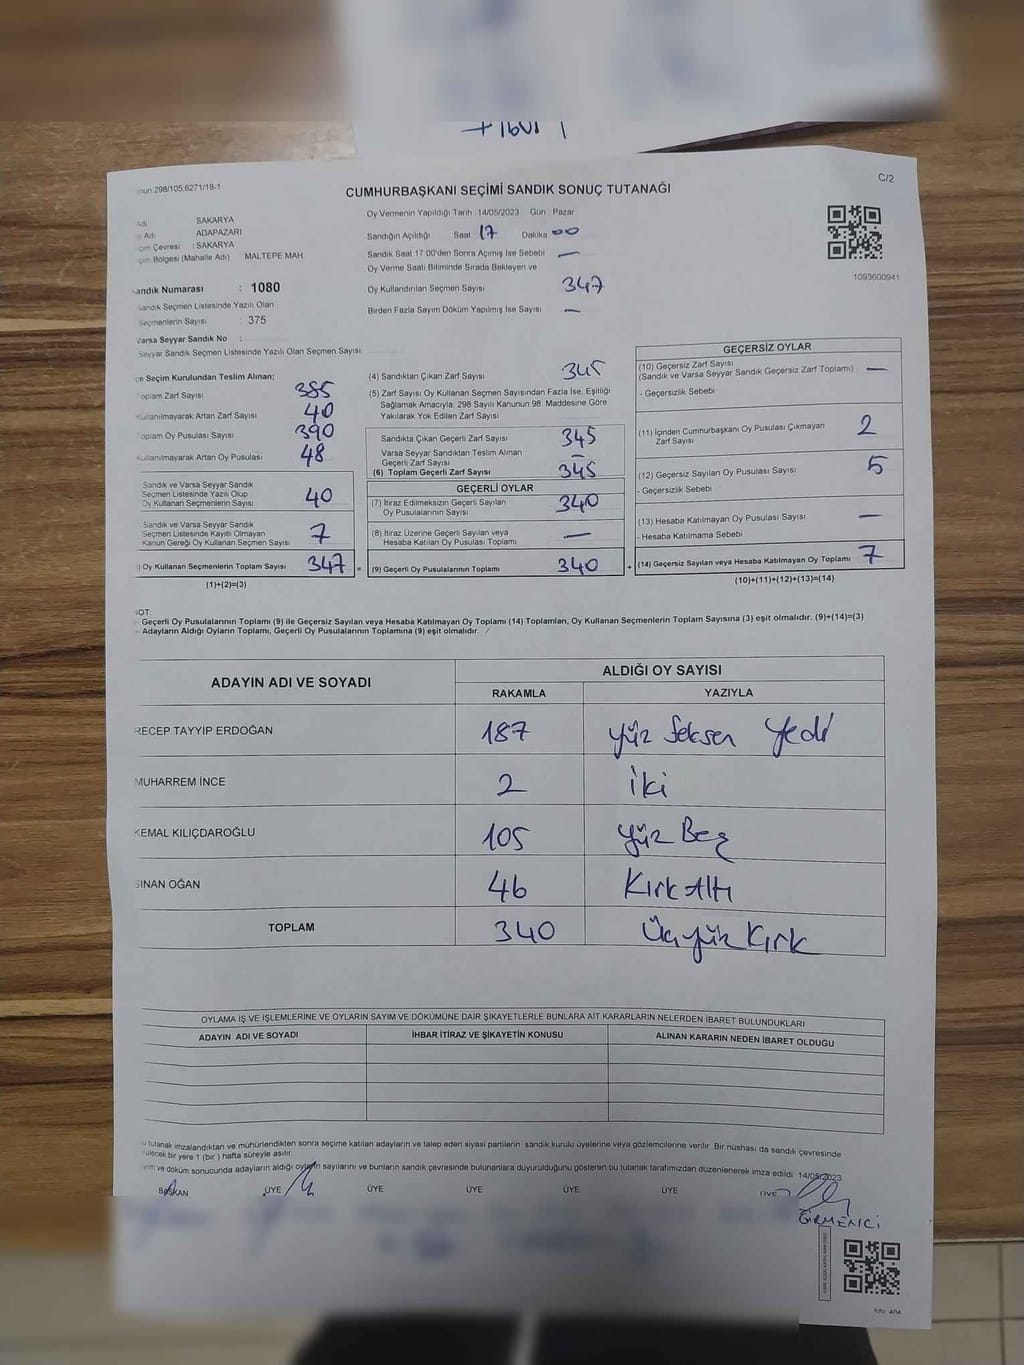 nun 298/105,6271/18-1
C/2
CUMHURBAŞKANI SEÇİMİ SANDIK SONUÇ TUTANAĞI
Adı SAKARYA
Adı ADAPAZARI
Çevresi : SAKARYA
Bölgesi (Mahalle Adı) MALTEPE MAH.
Sandık Numarası : 1080
Sandık Seçmen Listesinde Yazılı Olan
Seçmenlerin Sayısı : 375
Varsa Seyyar Sandık No :
Seyyar Sandık Seçmen Listesinde Yazılı Olan Seçmen Sayısı
Oy Vermenin Yapıldığı Tarih 14/05/2023 Gün Pazar
Sandığın Açıldığı Saat 17 Dakika 00
Sandık Saat 17 00'den Sonra Açımış İse Sebebi —
Oy Verme Saati Bitiminde Sırada Bekleyen ve
Oy Kullandırılan Seçmen Sayısı 347
Birden Fazla Sayım Döküm Yapılmış İse Sayısı —
1093600941
çe Seçim Kurulundan Teslim Alınan;
Toplam Zarf Sayısı 385
Kullanılmayarak Artan Zarf Sayısı 40
Toplam Oy Pusulası Sayısı 390
Kullanılmayarak Artan Oy Pusulası 48
Sandık ve Varsa Seyyar Sandık
Seçmen Listesinde Yazılı Olup
Oy Kullanan Seçmenlerin Sayısı 40
Sandık ve Varsa Seyyar Sandık
Seçmen Listesinde Kayıtlı Olmayan
Kanun Gereği Oy Kullanan Seçmen Sayısı 7
Oy Kullanan Seçmenlerin Toplam Sayısı 347 =
(1)+(2)=(3)
(4) Sandıktan Çıkan Zarf Sayısı 345
(5) Zarf Sayısı Oy Kullanan Seçmen Sayısından Fazla İse, Eşitliği
Sağlamak Amacıyla, 298 Sayılı Kanunun 98. Maddesine Göre
Yakılarak Yok Edilen Zarf Sayısı
Sandıkta Çıkan Geçerli Zarf Sayısı 345
Varsa Seyyar Sandıktan Teslim Alınan
Geçerli Zarf Sayısı —
(6) Toplam Geçerli Zarf Sayısı 345
GEÇERLİ OYLAR
(7) İtiraz Edilmeksizin Geçerli Sayılan
Oy Pusulalarının Sayısı 340
(8) İtiraz Üzerine Geçerli Sayılan veya
Hesaba Katılan Oy Pusulası Toplamı —
(9) Geçerli Oy Pusulalarının Toplamı 340 +
GEÇERSİZ OYLAR
(10) Geçersiz Zarf Sayısı
(Sandık ve Varsa Seyyar Sandık Geçersiz Zarf Toplamı) —
- Geçersizlik Sebebi
(11) İçinden Cumhurbaşkanı Oy Pusulası Çıkmayan
Zarf Sayısı 2
(12) Geçersiz Sayılan Oy Pusulası Sayısı 5
- Geçersizlik Sebebi
(13) Hesaba Katılmayan Oy Pusulası Sayısı —
- Hesaba Katılmama Sebebi
(14) Geçersiz Sayılan veya Hesaba Katılmayan Oy Toplamı 7
(10)+(11)+(12)+(13)=(14)
NOT:
- Geçerli Oy Pusulalarının Toplamı (9) ile Geçersiz Sayılan veya Hesaba Katılmayan Oy Toplamı (14) Toplamları, Oy Kullanan Seçmenlerin Toplam Sayısına (3) eşit olmalıdır. (9)+(14)=(3)
- Adayların Aldığı Oyların Toplamı, Geçerli Oy Pusulalarının Toplamına (9) eşit olmalıdır.
ADAYIN ADI VE SOYADI
ALDIĞI OY SAYISI
RAKAMLA YAZIYLA
RECEP TAYYIP ERDOĞAN 187 Yüz Seksen Yedi
MUHARREM İNCE 2 İki
KEMAL KILIÇDAROĞLU 105 Yüz Beş
SİNAN OĞAN 46 Kırk Altı
TOPLAM 340 Üçyüz Kırk
OYLAMA İŞ VE İŞLEMLERİNE VE OYLARIN SAYIM VE DÖKÜMÜNE DAİR ŞİKAYETLERLE BUNLARA AİT KARARLARIN NELERDEN İBARET BULUNDUKLARI
ADAYIN ADI VE SOYADI İHBAR İTİRAZ VE ŞİKAYETİN KONUSU ALINAN KARARIN NEDEN İBARET OLDUĞU
tutanak imzalandıktan ve mühürlendikten sonra seçime katılan adayların ve talep eden siyasi partilerin sandık kurulu üyelerine veya gözlemcilerine verilir. Bir nüshası da sandık çevresinde
bir yere 1 (bir) hafta süreyle asılır.
ve döküm sonucunda adayların aldığı oyların sayılarını ve bunların sandık çevresinde bulunanlara duyurulduğunu gösteren bu tutanak tarafımızdan düzenlenerek imza edildi 14/05/2023
BAŞKAN ÜYE ÜYE ÜYE ÜYE ÜYE ÜYE